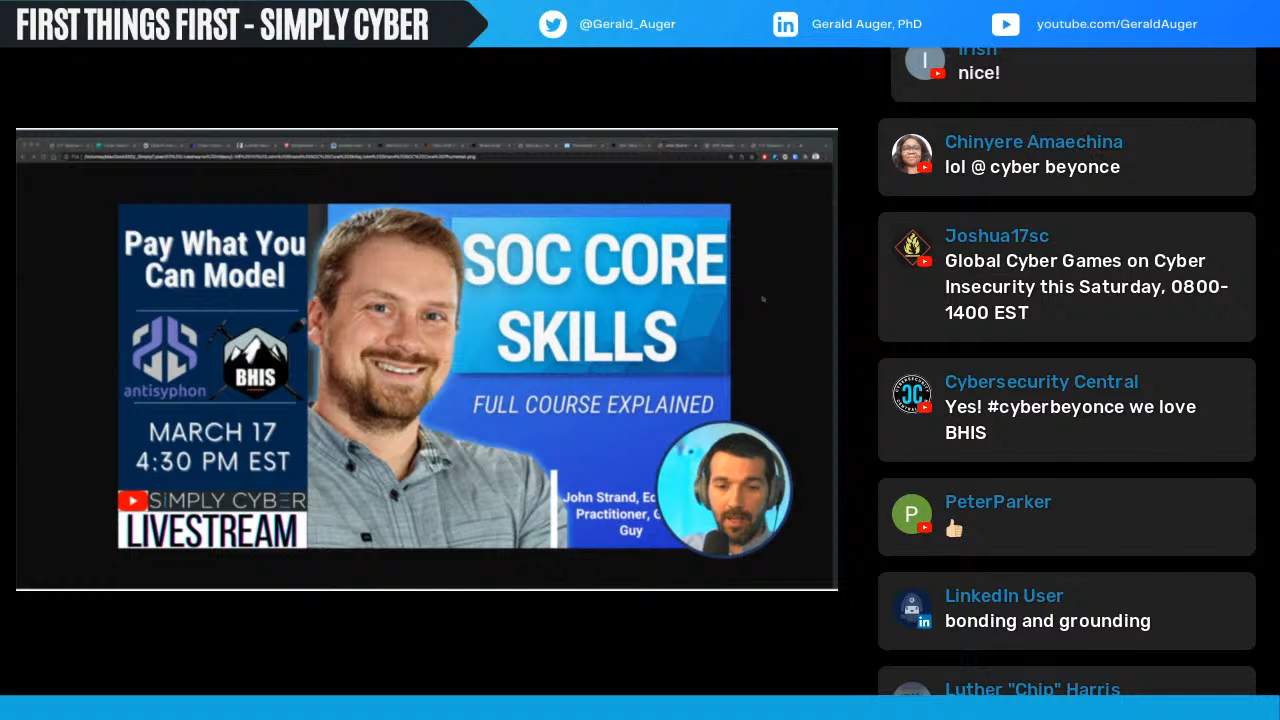 FIRST THINGS FIRST - SIMPLY CYBER
@Gerald_Auger
Gerald Auger, PhD
youtube.com/GeraldAuger
Pay What You
Can Model
antisyphon
BHIS
MARCH 17
4:30 PM EST
SIMPLY CYBER
LIVESTREAM
SOC CORE
SKILLS
FULL COURSE EXPLAINED
John Strand,
Practitioner,
Guy
Irish
I
nice!
Chinyere Amaechina
lol @ cyber beyonce
Joshua17sc
Global Cyber Games on Cyber
Insecurity this Saturday, 0800-
1400 EST
Cybersecurity Central
Yes! #cyberbeyonce we love
BHIS
PeterParker
P
LinkedIn User
bonding and grounding
Luther "Chip" Harris